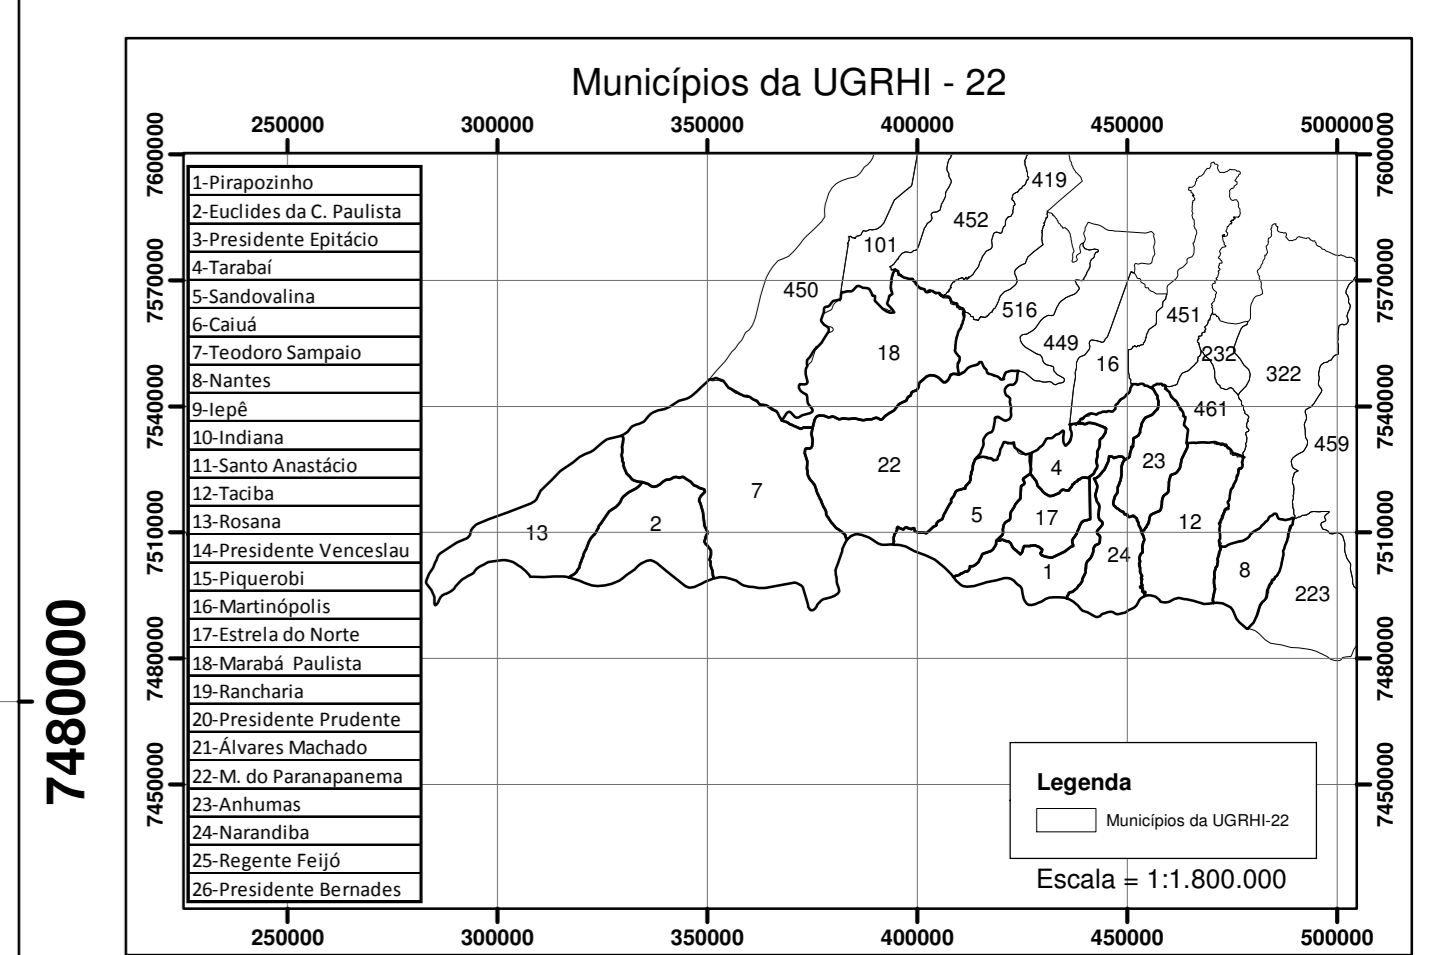 Municípios da UGRHI - 22
250000 300000 350000 400000 450000 500000
7600000
7570000
7540000
7510000
7480000
7450000
7480000
1-Pirapozinho
2-Euclides da C. Paulista
3-Presidente Epitácio
4-Tarabaí
5-Sandovalina
6-Caiuá
7-Teodoro Sampaio
8-Nantes
9-Iepê
10-Indiana
11-Santo Anastácio
12-Taciba
13-Rosana
14-Presidente Venceslau
15-Piquerobi
16-Martinópolis
17-Estrela do Norte
18-Marabá Paulista
19-Rancharia
20-Presidente Prudente
21-Álvares Machado
22-M. do Paranapanema
23-Anhumas
24-Narandiba
25-Regente Feijó
26-Presidente Bernades
419
452
101
450
516
451
449
232
18
16
322
461
459
4
23
22
7
5
17
12
2
13
24
1
8
223
7600000
7570000
7540000
7510000
7480000
7450000
Legenda
Municípios da UGRHI-22
Escala = 1:1.800.000
250000 300000 350000 400000 450000 500000